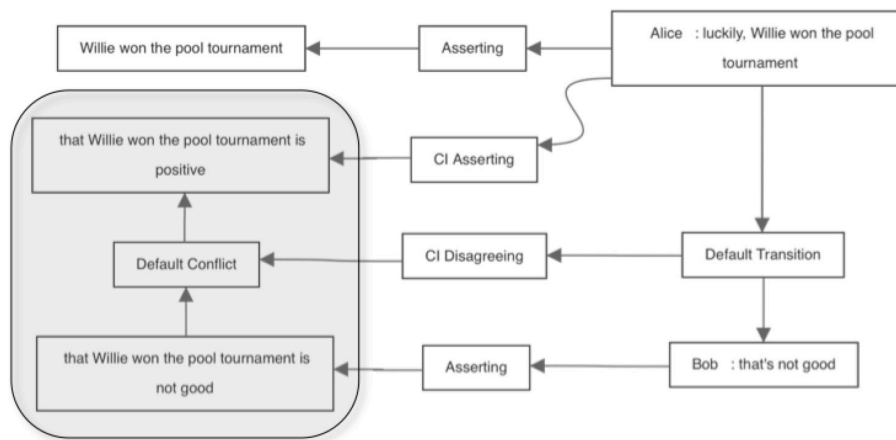 Willie won the pool tournament
Asserting
Alice : luckily, Willie won the pool
tournament
that Willie won the pool tournament is
positive
CI Asserting
Default Conflict
CI Disagreeing
Default Transition
that Willie won the pool tournament is
not good
Asserting
Bob : that's not good